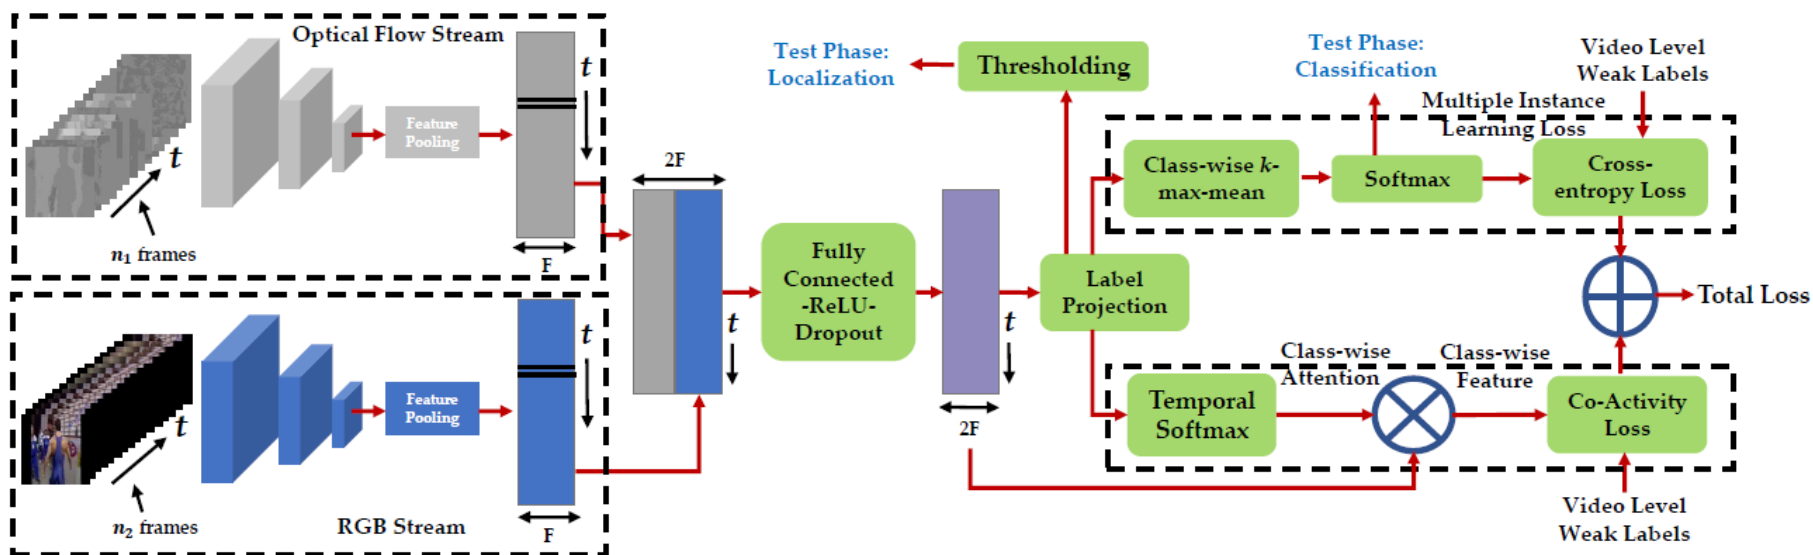 Optical Flow Stream
t
n₁ frames
Feature
Pooling
t
F
t
n₂ frames
Feature
Pooling
RGB Stream
t
F
2F
t
Fully
Connected
-ReLU-
Dropout
t
2F
Test Phase:
Localization
Thresholding
Label
Projection
Test Phase:
Classification
Video Level
Weak Labels
Multiple Instance
Learning Loss
Class-wise k-
max-mean
Softmax
Cross-
entropy Loss
Total Loss
Class-wise
Attention
Class-wise
Feature
Temporal
Softmax
Co-Activity
Loss
Video Level
Weak Labels